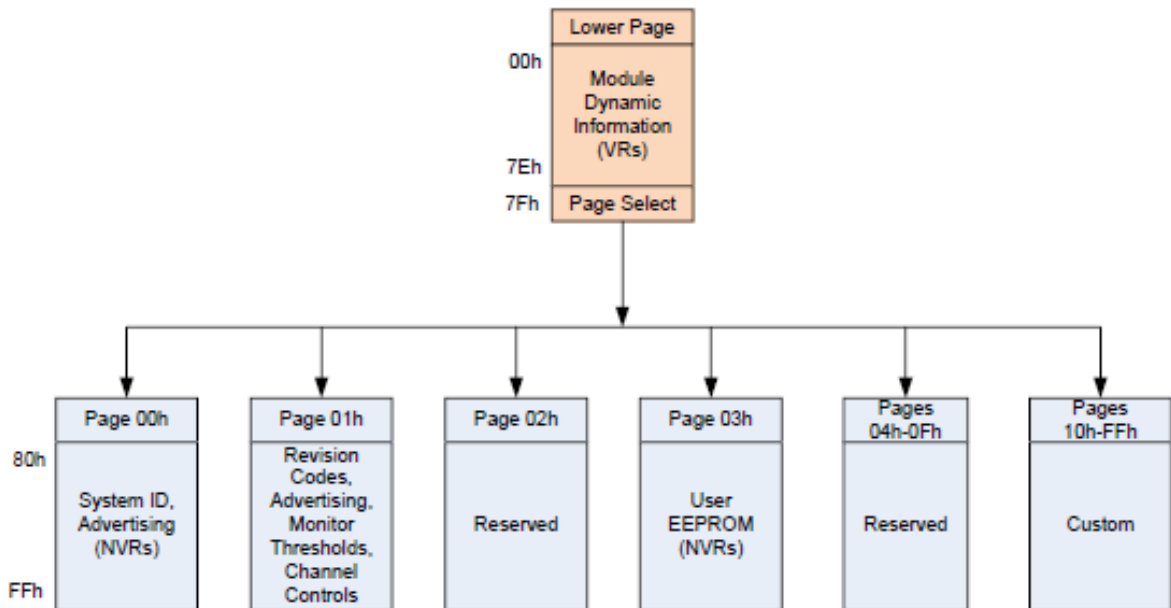 Lower Page
00h
Module
Dynamic
Information
(VRs)
7Eh
7Fh
Page Select
Page 00h
Page 01h
Page 02h
Page 03h
Pages
04h-0Fh
Pages
10h-FFh
80h
System ID,
Advertising
(NVRs)
Revision
Codes,
Advertising,
Monitor
Thresholds,
Channel
Controls
Reserved
User
EEPROM
(NVRs)
Reserved
Custom
FFh